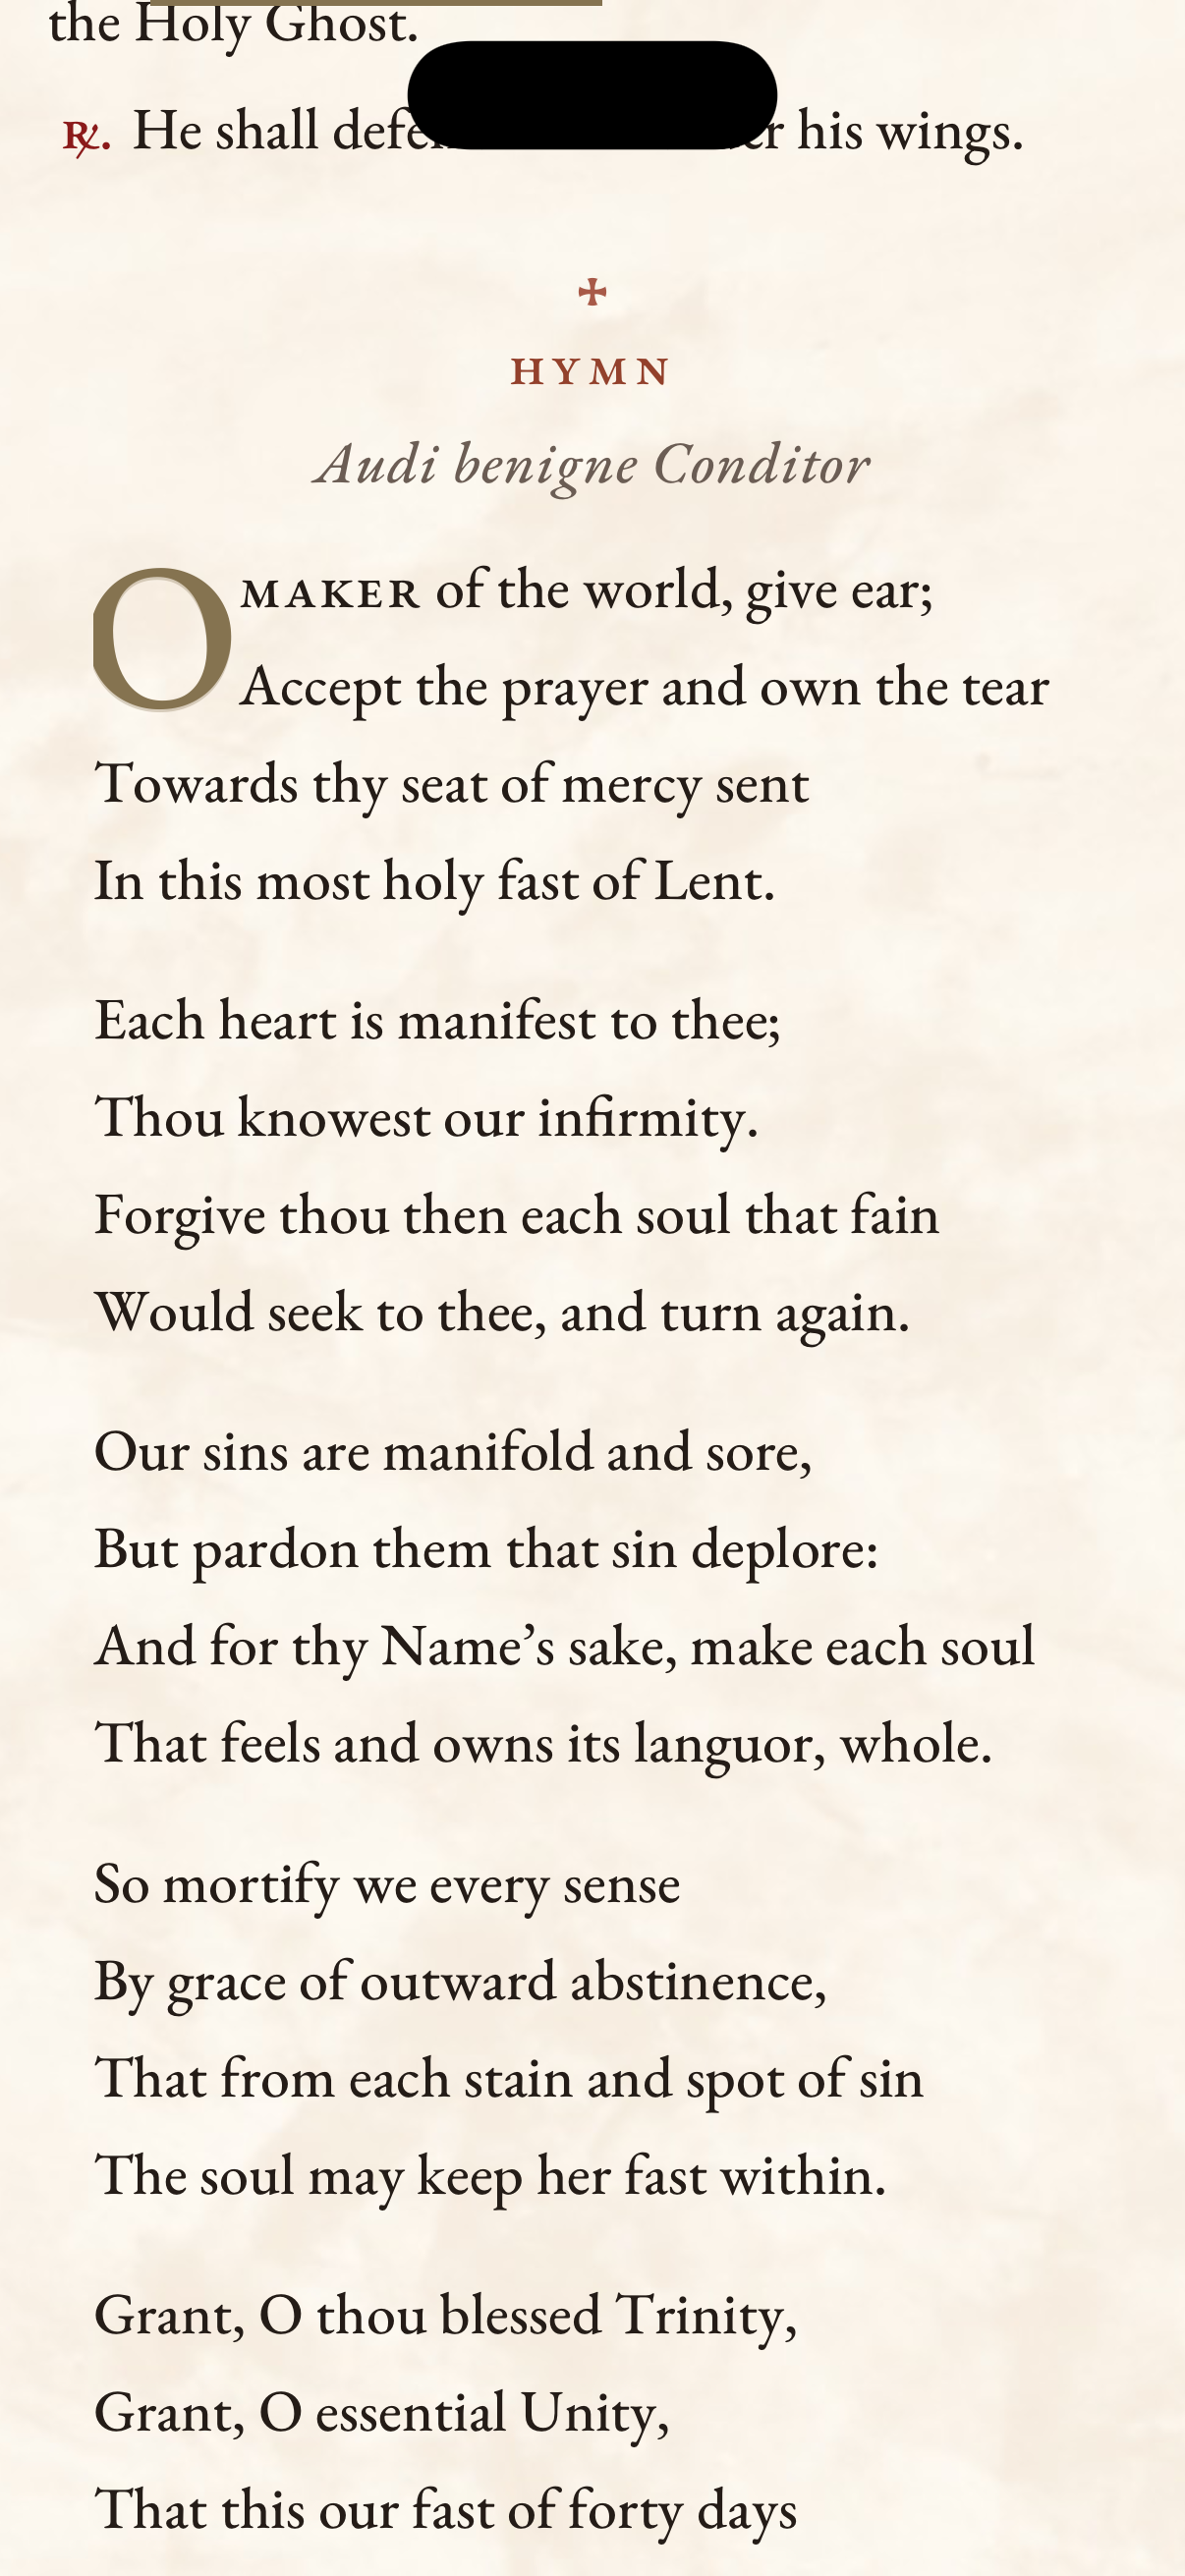 the Holy Ghost.
℟. He shall his wings.
HYMN
Audi benigne Conditor
O MAKER of the world, give ear;
Accept the prayer and own the tear
Towards thy seat of mercy sent
In this most holy fast of Lent.
Each heart is manifest to thee;
Thou knowest our infirmity.
Forgive thou then each soul that fain
Would seek to thee, and turn again.
Our sins are manifold and sore,
But pardon them that sin deplore:
And for thy Name’s sake, make each soul
That feels and owns its languor, whole.
So mortify we every sense
By grace of outward abstinence,
That from each stain and spot of sin
The soul may keep her fast within.
Grant, O thou blessed Trinity,
Grant, O essential Unity,
That this our fast of forty days